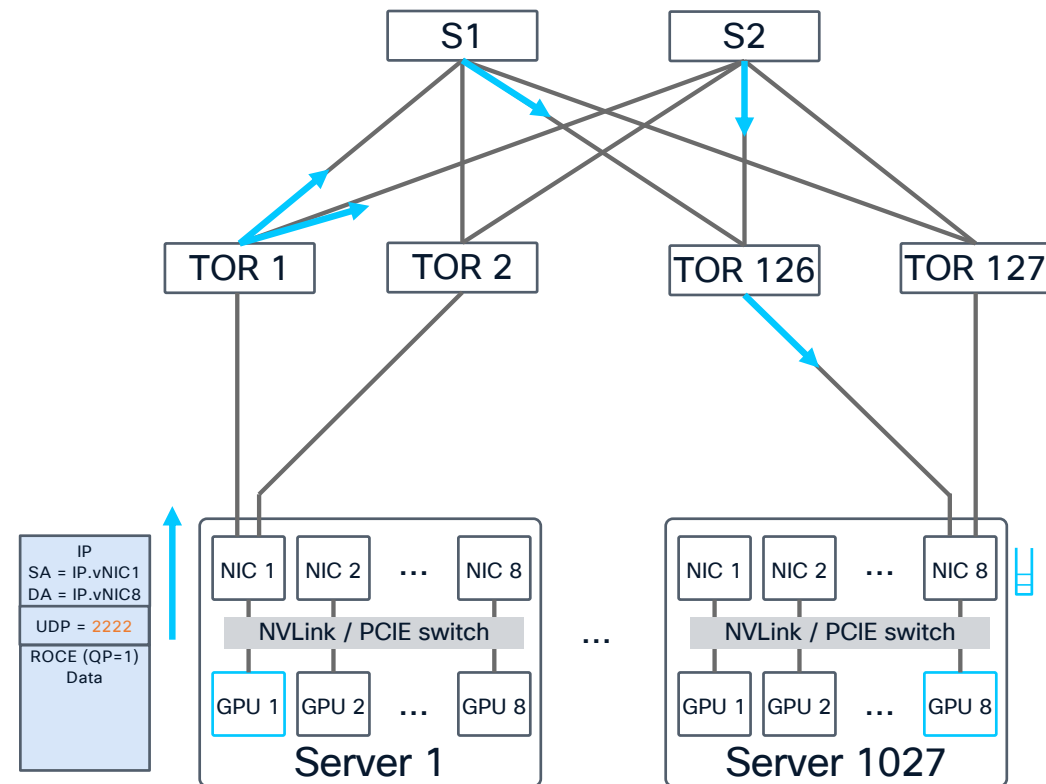 S1
S2
TOR 1
TOR 2
TOR 126
TOR 127
IP
SA = IP.vNIC1
DA = IP.vNIC8
UDP = 2222
ROCE (QP=1)
Data
NIC 1
NIC 2
...
NIC 8
NVLink / PCIE switch
GPU 1
GPU 2
...
GPU 8
Server 1
...
NIC 1
NIC 2
...
NIC 8
NVLink / PCIE switch
GPU 1
GPU 2
...
GPU 8
Server 1027